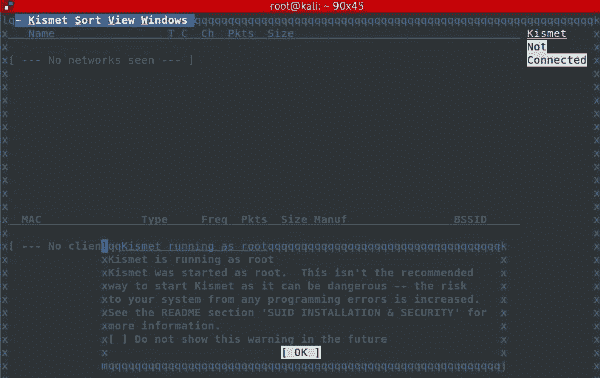 root@kali: ~ 90x45
~ Kismet Sort View Windows
Name T C Ch Pkts Size
Kismet
Not
Connected
[ --- No networks seen --- ]
MAC Type Freq Pkts Size Manuf BSSID
[ --- No clien
!qqKismet running as rootqqqqqqqqqqqqqqqqqqqqqqqqqqqqqqqqqqqqk
xKismet is running as root x
xKismet was started as root. This isn't the recommended x
xway to start Kismet as it can be dangerous -- the risk x
xto your system from any programming errors is increased. x
xSee the README section 'SUID INSTALLATION & SECURITY' for x
xmore information. x
x[ ] Do not show this warning in the future x
x [ OK ] x